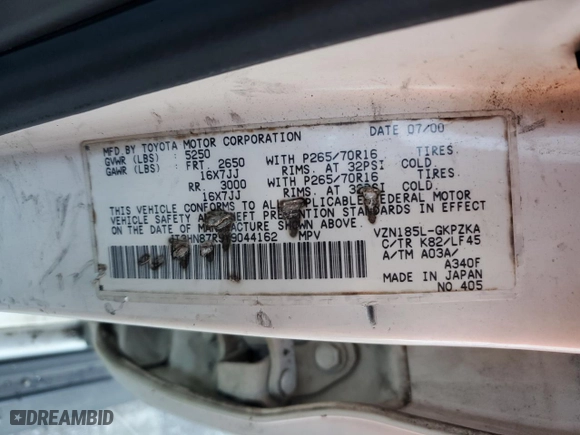 MFD BY TOYOTA MOTOR CORPORATION DATE 07/00
GVWR (LBS) : 5250
GAWR (LBS) : FRT. 2650 WITH P265/70R16 TIRES.
16X7JJ RIMS. AT 32PSI COLD.
RR. 3000 WITH P265/70R16 TIRES.
16X7JJ RIMS. AT PSI COLD.
THIS VEHICLE CONFORMS TO ALL APPLICABLE FEDERAL MOTOR
VEHICLE SAFETY AND THEFT PREVENTION STANDARDS IN EFFECT
ON THE DATE OF MANUFACTURE SHOWN ABOVE.
HN87R 9044162 MPV
VZN185L-GKPZKA
C/TR K82/LF45
A/TM A03A/
A340F
MADE IN JAPAN
NO. 405
DREAMBID